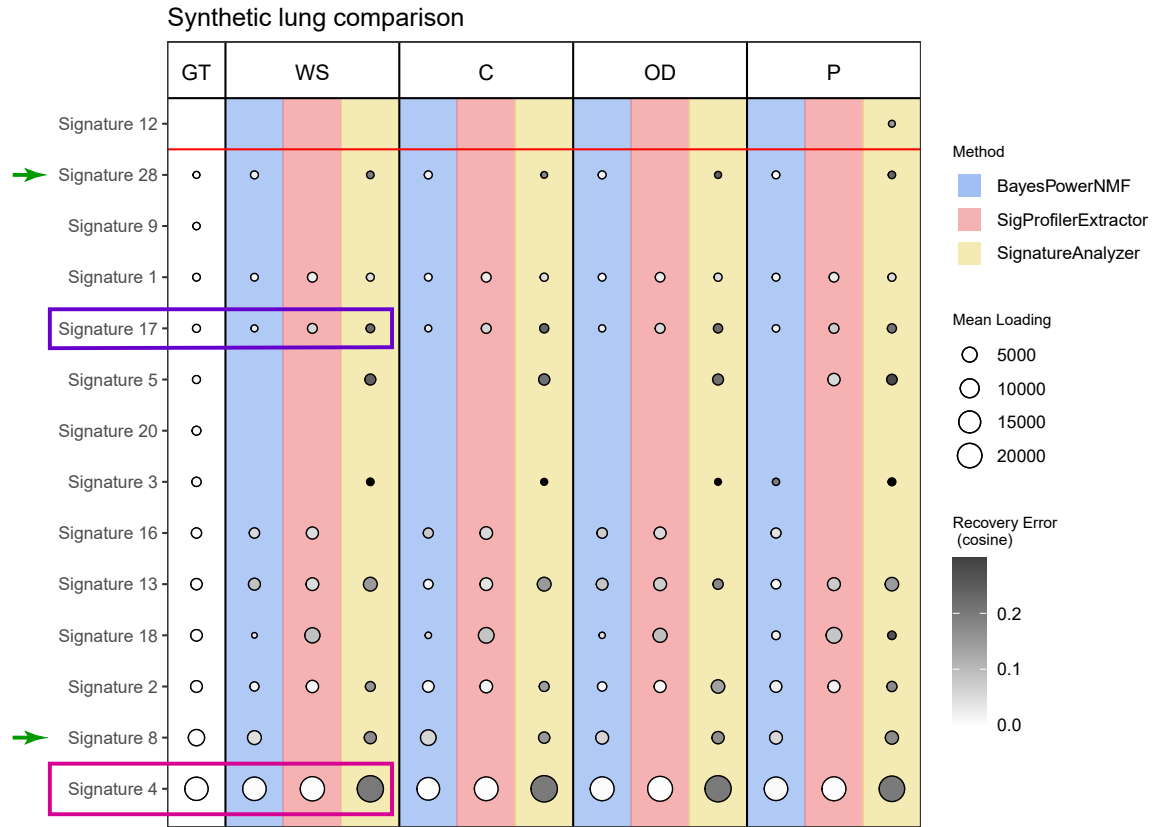 Synthetic lung comparison
GT WS C OD P
Signature 12
Signature 28
Signature 9
Signature 1
Signature 17
Signature 5
Signature 20
Signature 3
Signature 16
Signature 13
Signature 18
Signature 2
Signature 8
Signature 4
Method
BayesPowerNMF
SigProfilerExtractor
SignatureAnalyzer
Mean Loading
5000
10000
15000
20000
Recovery Error
(cosine)
0.2
0.1
0.0